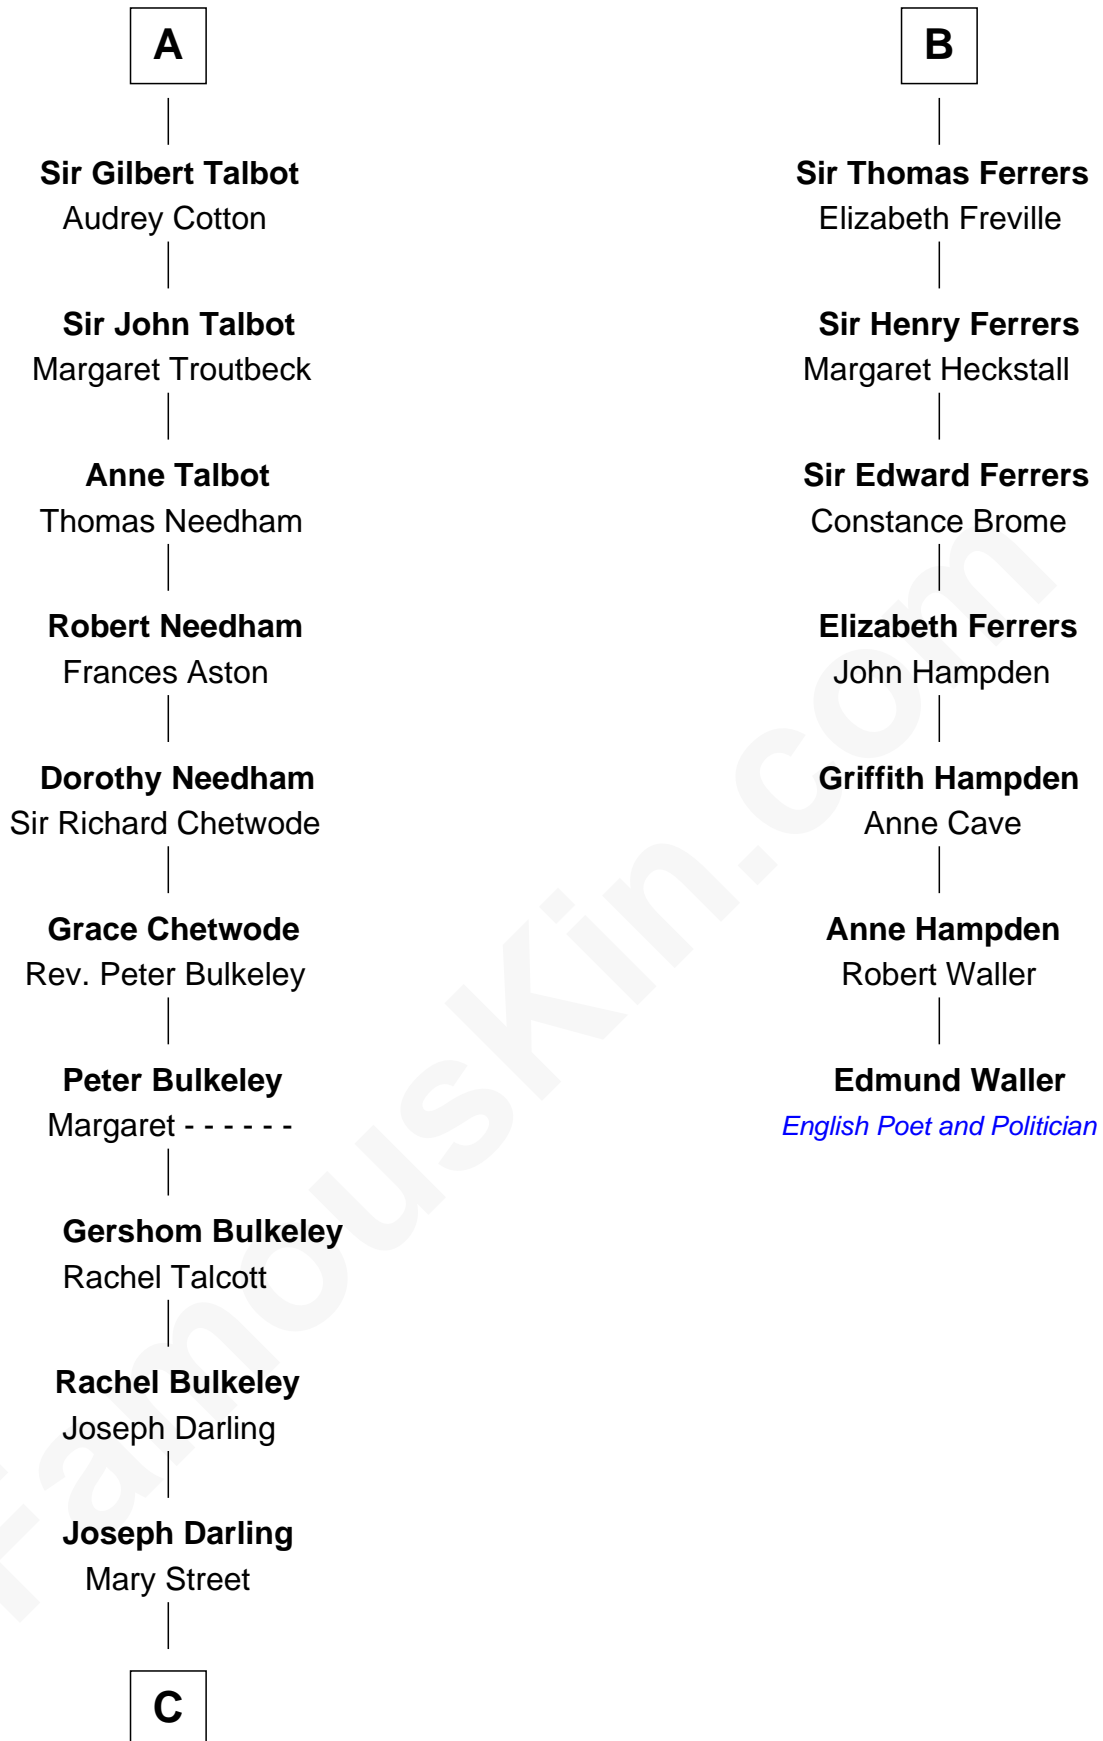 A
Sir Gilbert Talbot
Audrey Cotton
Sir John Talbot
Margaret Troutbeck
Anne Talbot
Thomas Needham
Robert Needham
Frances Aston
Dorothy Needham
Sir Richard Chetwode
Grace Chetwode
Rev. Peter Bulkeley
Peter Bulkeley
Margaret - - - - - -
Gershom Bulkeley
Rachel Talcott
Rachel Bulkeley
Joseph Darling
Joseph Darling
Mary Street
C
B
Sir Thomas Ferrers
Elizabeth Freville
Sir Henry Ferrers
Margaret Heckstall
Sir Edward Ferrers
Constance Brome
Elizabeth Ferrers
John Hampden
Griffith Hampden
Anne Cave
Anne Hampden
Robert Waller
Edmund Waller
English Poet and Politician
FamousKin.com